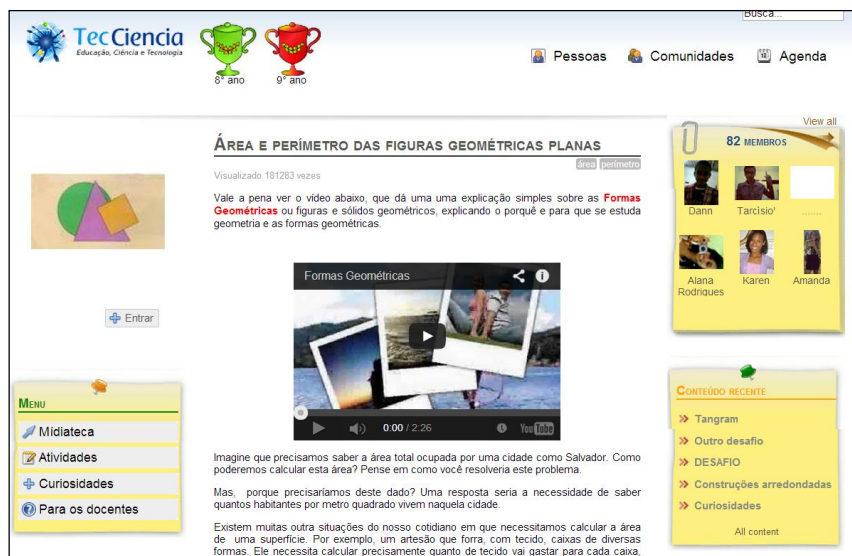 Busca...
TecCiencia
Educação, Ciência e Tecnologia
8° ano
9° ano
Pessoas
Comunidades
Agenda
ÁREA E PERÍMETRO DAS FIGURAS GEOMÉTRICAS PLANAS
área perímetro
Visualizado 181283 vezes
Vale a pena ver o vídeo abaixo, que dá uma uma explicação simples sobre as Formas
Geométricas ou figuras e sólidos geométricos, explicando o porquê e para que se estuda
geometria e as formas geométricas.
Formas Geométricas
0:00 / 2:26
YouTube
Imagine que precisamos saber a área total ocupada por uma cidade como Salvador. Como
poderemos calcular esta área? Pense em como você resolveria este problema.
Mas, porque precisaríamos deste dado? Uma resposta seria a necessidade de saber
quantos habitantes por metro quadrado vivem naquela cidade.
Existem muitas outra situações do nosso cotidiano em que necessitamos calcular a área
de uma superfície. Por exemplo, um artesão que forra, com tecido, caixas de diversas
formas. Ele necessita calcular precisamente quanto de tecido vai gastar para cada caixa,
Entrar
MENU
Mídiateca
Atividades
Curiosidades
Para os docentes
View all
82 MEMBROS
Dann
Tarcìsio'
........
Alana
Rodrigues
Karen
Amanda
CONTEÚDO RECENTE
Tangram
Outro desafio
DESAFIO
Construções arredondadas
Curiosidades
All content